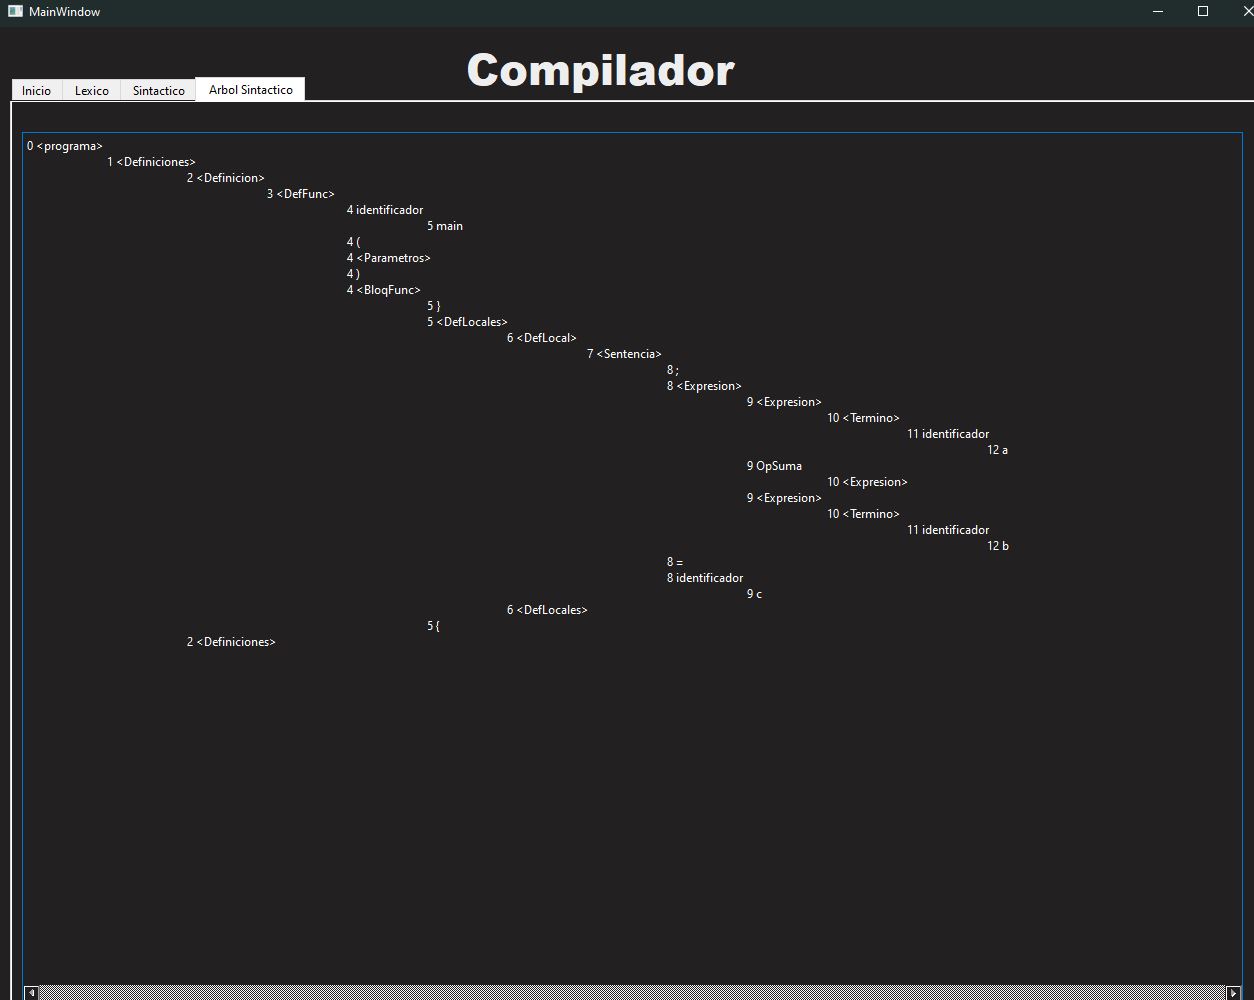 MainWindow
Compilador
Inicio Lexico Sintactico Arbol Sintactico
0 <programa>
1 <Definiciones>
2 <Definicion>
3 <DefFunc>
4 identificador
5 main
4 (
4 <Parametros>
4 )
4 <BloqFunc>
5 }
5 <DefLocales>
6 <DefLocal>
7 <Sentencia>
8 ;
8 <Expresion>
9 <Expresion>
10 <Termino>
11 identificador
12 a
9 OpSuma
10 <Expresion>
9 <Expresion>
10 <Termino>
11 identificador
12 b
8 =
8 identificador
9 c
6 <DefLocales>
5 {
2 <Definiciones>